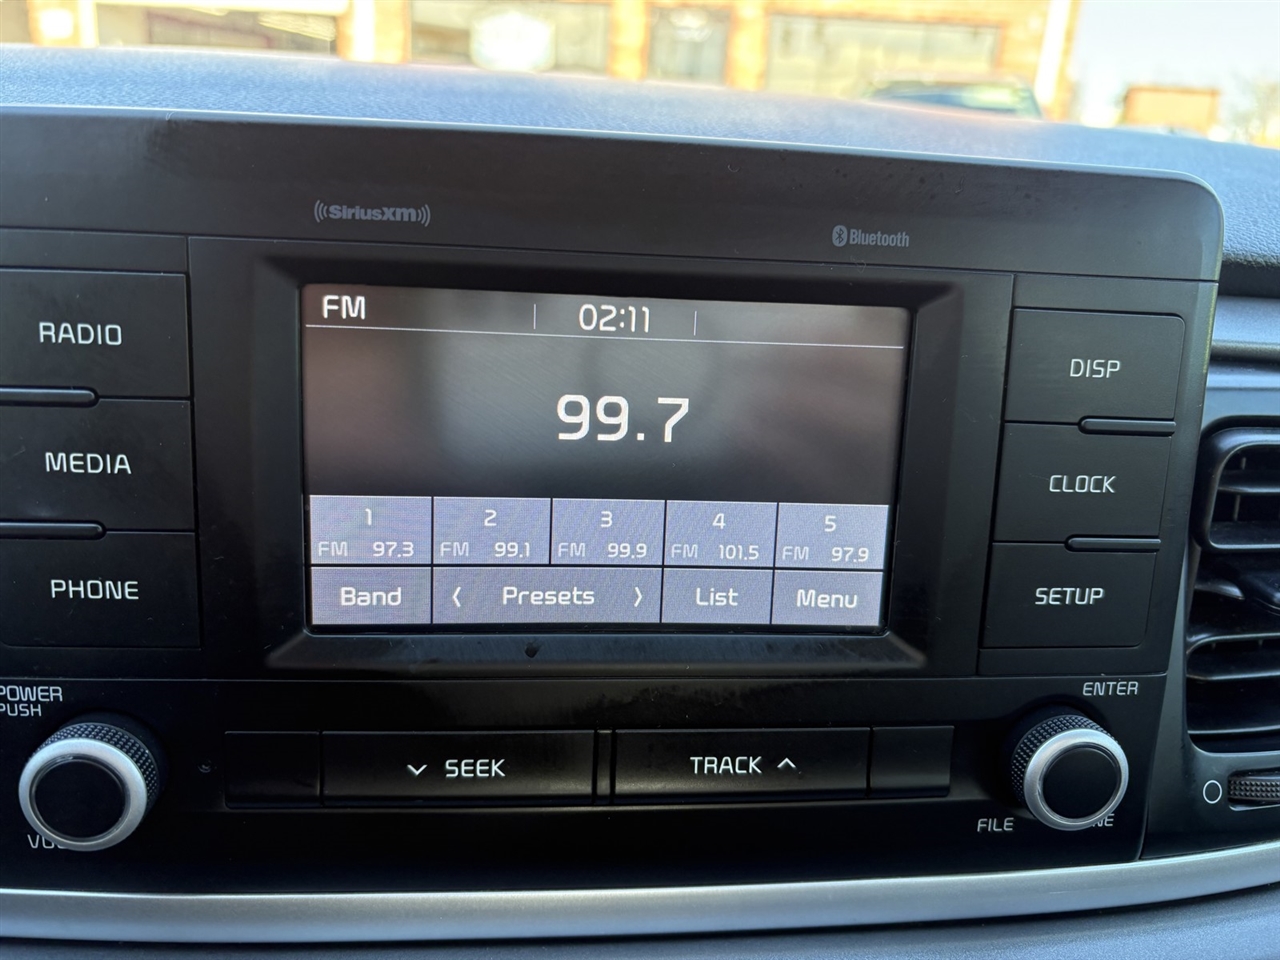 SiriusXM
Bluetooth
RADIO
MEDIA
PHONE
FM 02:11
99.7
1 2 3 4 5
FM 97.3 FM 99.1 FM 99.9 FM 101.5 FM 97.9
Band Presets List Menu
DISP
CLOCK
SETUP
POWER
PUSH
SEEK
TRACK
ENTER
FILE